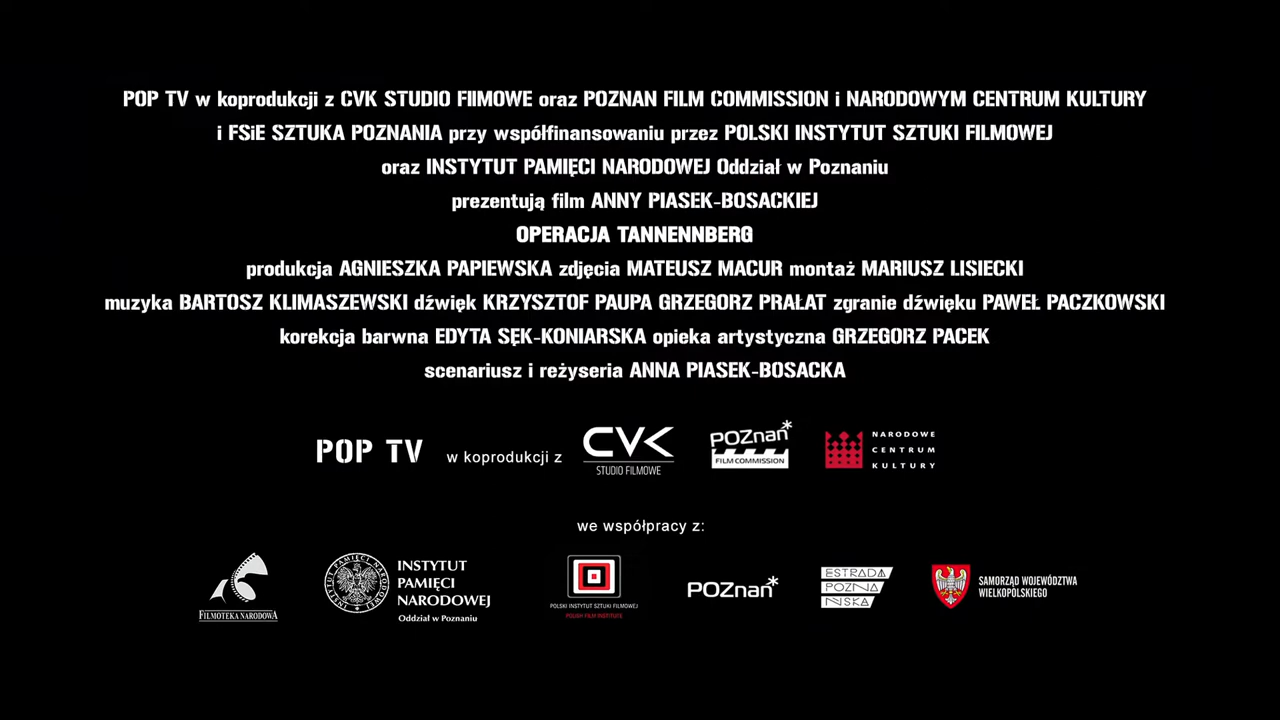 POP TV w koprodukcji z CVK STUDIO FIIMOWE oraz POZNAN FILM COMMISSION i NARODOWYM CENTRUM KULTURY
i FSiE SZTUKA POZNANIA przy współfinansowaniu przez POLSKI INSTYTUT SZTUKI FILMOWEJ
oraz INSTYTUT PAMIĘCI NARODOWEJ Oddział w Poznaniu
prezentują film ANNY PIASEK-BOSACKIEJ
OPERACJA TANNENNBERG
produkcja AGNIESZKA PAPIEWSKA zdjęcia MATEUSZ MACUR montaż MARIUSZ LISIECKI
muzyka BARTOSZ KLIMASZEWSKI dźwięk KRZYSZTOF PAUPA GRZEGORZ PRAŁAT zgranie dźwięku PAWEŁ PACZKOWSKI
korekcja barwna EDYTA SĘK-KONIARSKA opieka artystyczna GRZEGORZ PACEK
scenariusz i reżyseria ANNA PIASEK-BOSACKA
POP TV w koprodukcji z
CVK
STUDIO FILMOWE
POZnań*
FILM COMMISSION
NARODOWE
CENTRUM
KULTURY
we współpracy z:
FILMOTEKA NARODOWA
INSTYTUT PAMIĘCI NARODOWEJ
INSTYTUT
PAMIĘCI
NARODOWEJ
Oddział w Poznaniu
POLSKI INSTYTUT SZTUKI FILMOWEJ
POLISH FILM INSTITUTE
POZnań*
ESTRADA
POZNA
ŃSKA
SAMORZĄD WOJEWÓDZTWA
WIELKOPOLSKIEGO